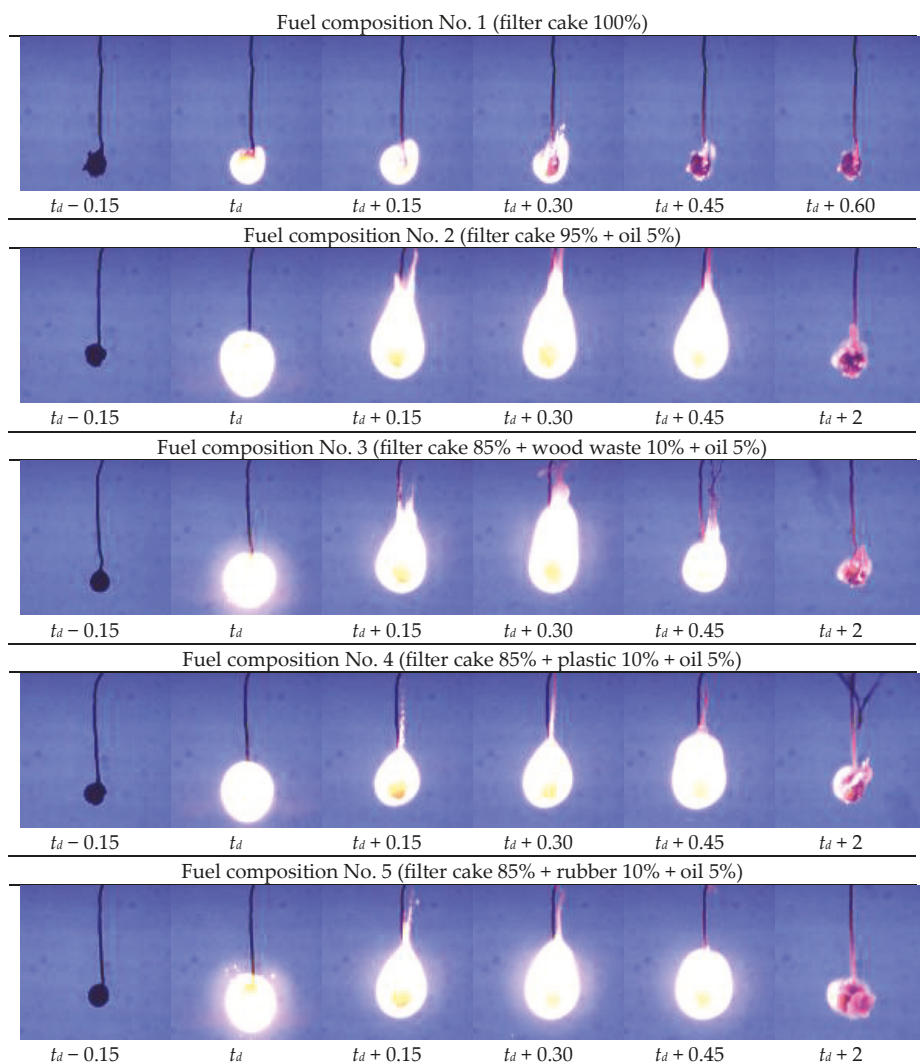 Fuel composition No. 1 (filter cake 100%)
td − 0.15 td td + 0.15 td + 0.30 td + 0.45 td + 0.60
Fuel composition No. 2 (filter cake 95% + oil 5%)
td − 0.15 td td + 0.15 td + 0.30 td + 0.45 td + 2
Fuel composition No. 3 (filter cake 85% + wood waste 10% + oil 5%)
td − 0.15 td td + 0.15 td + 0.30 td + 0.45 td + 2
Fuel composition No. 4 (filter cake 85% + plastic 10% + oil 5%)
td − 0.15 td td + 0.15 td + 0.30 td + 0.45 td + 2
Fuel composition No. 5 (filter cake 85% + rubber 10% + oil 5%)
td − 0.15 td td + 0.15 td + 0.30 td + 0.45 td + 2